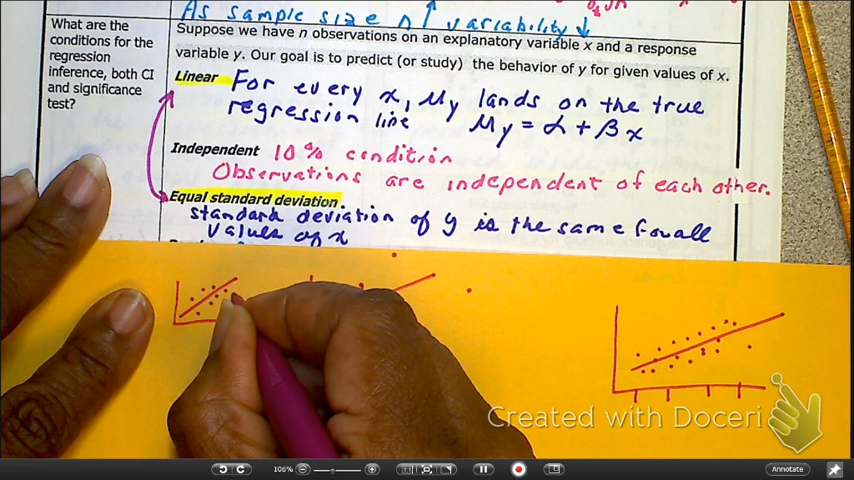 As sample size n ↑ variability ↓
What are the
conditions for the
regression
inference, both CI
and significance
test?
Suppose we have n observations on an explanatory variable x and a response
variable y. Our goal is to predict (or study) the behavior of y for given values of x.
Linear For every x, μy lands on the true
regression line μy = α + βx
Independent 10% condition
Observations are independent of each other.
Equal standard deviation
standard deviation of y is the same for all
values of x
Created with Doceri
106%
Annotate